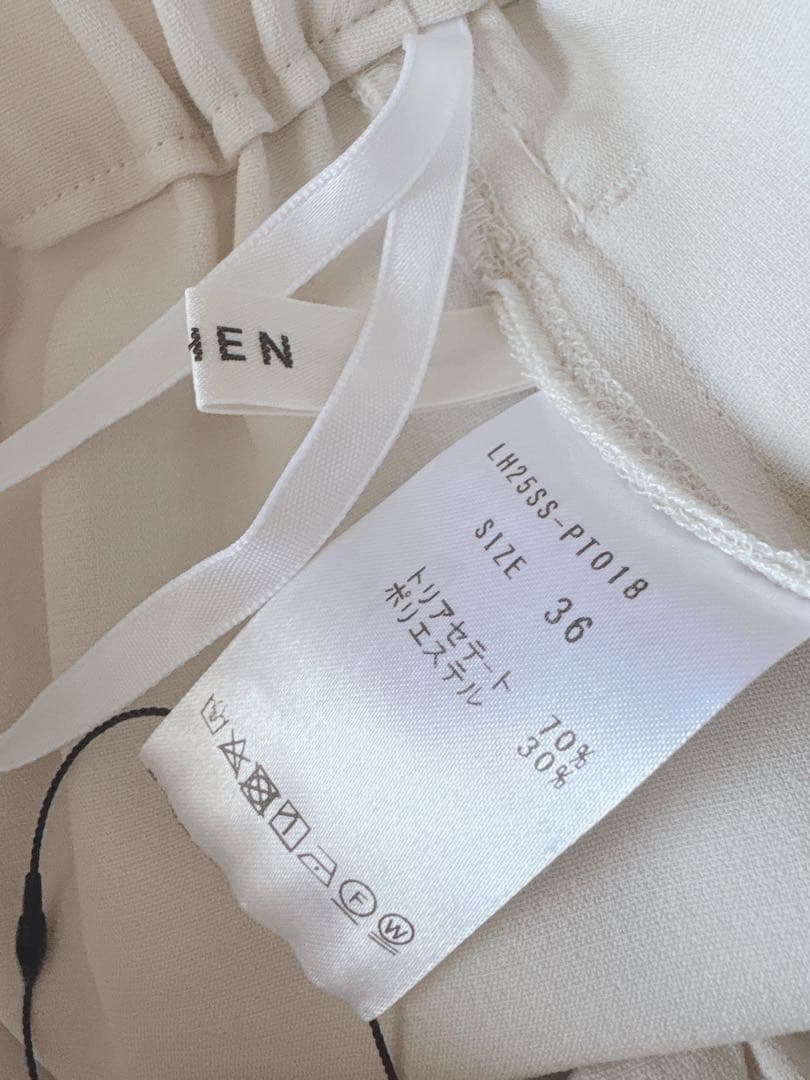 EN
LH25SS-PT018
SIZE 36
トリアセテート 70%
ポリエステル 30%
F W